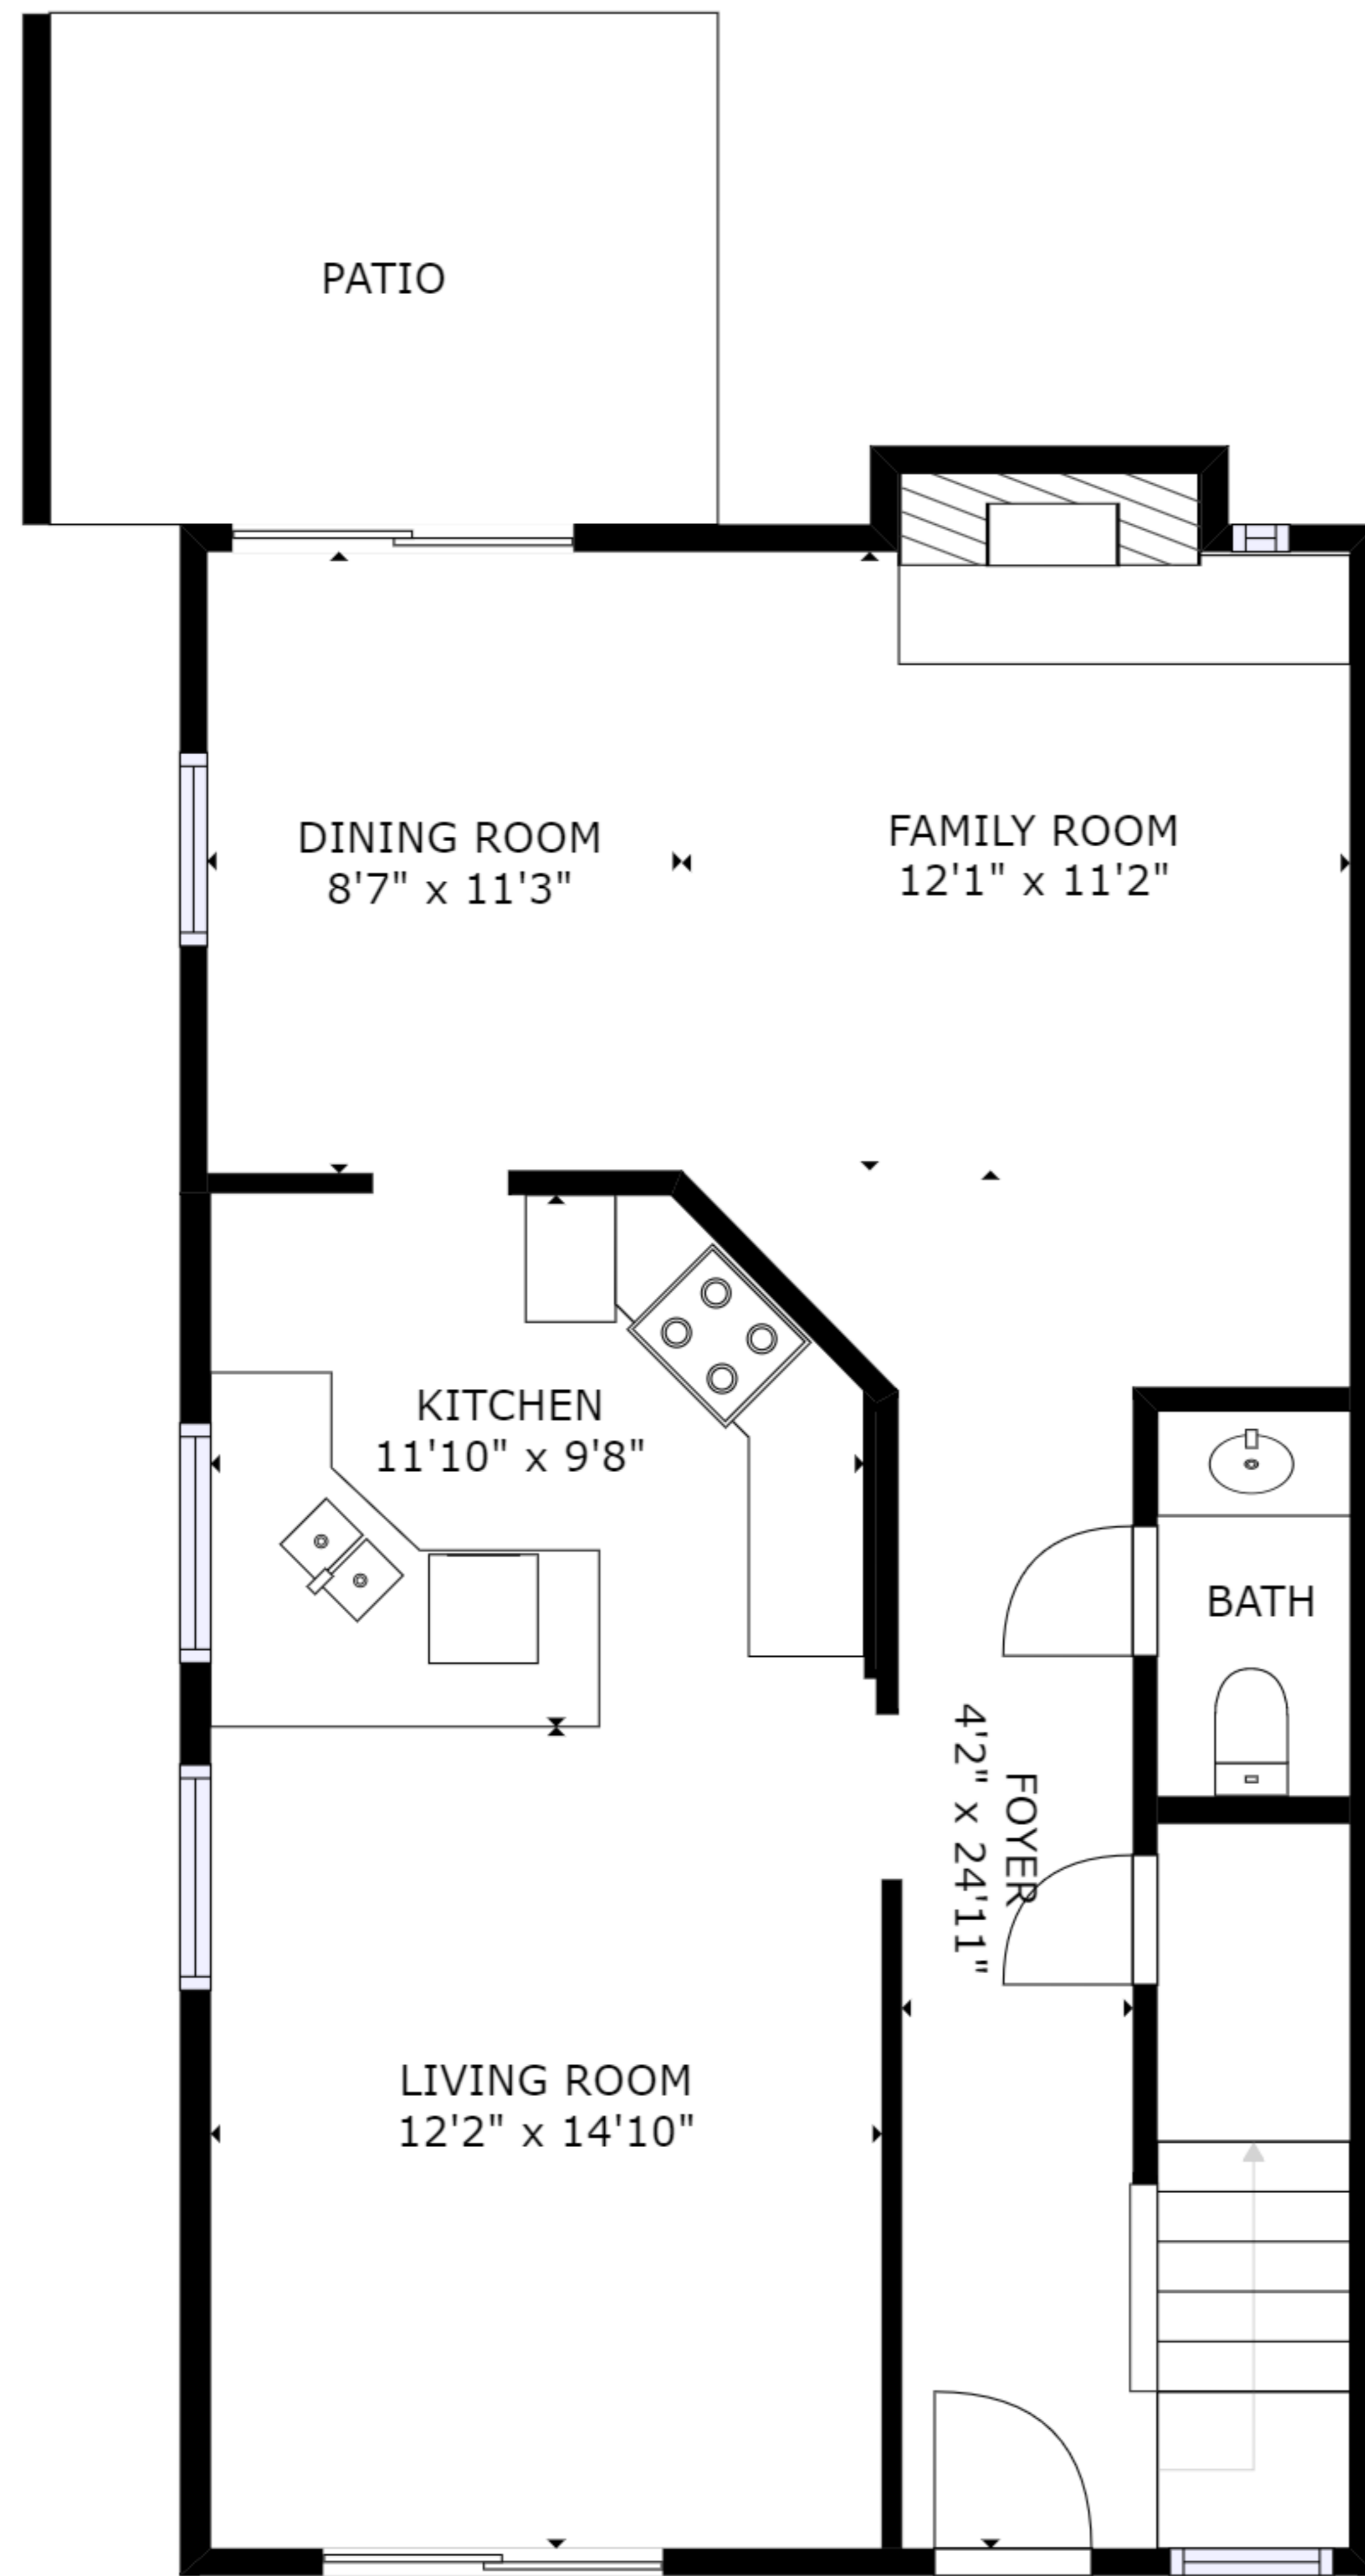 PATIO
DINING ROOM
8'7" x 11'3"
FAMILY ROOM
12'1" x 11'2"
KITCHEN
11'10" x 9'8"
BATH
FOYER
4'2" x 24'11"
LIVING ROOM
12'2" x 14'10"